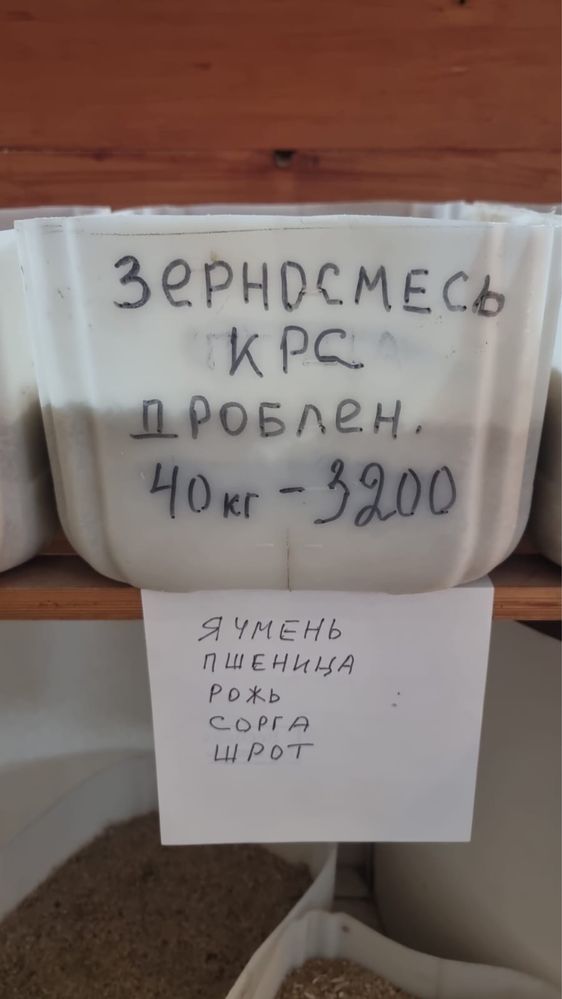 ЗЕРНОСМЕСЬ
КРС
ДРОБЛЕН.
40кг - 3200
ЯЧМЕНЬ
ПШЕНИЦА
РОЖЬ
СОРГА
ШРОТ